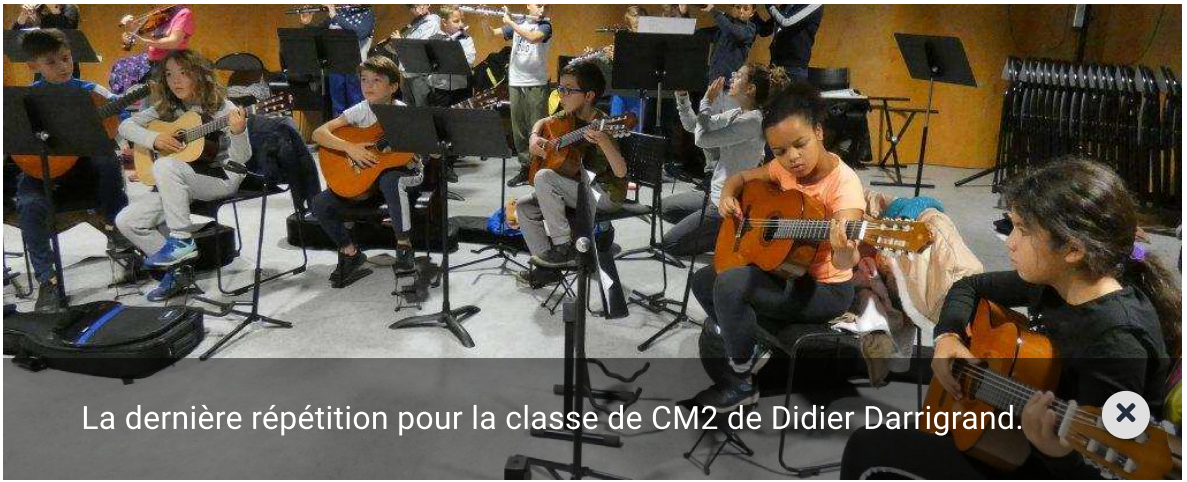 La dernière répétition pour la classe de CM2 de Didier Darrigrand.